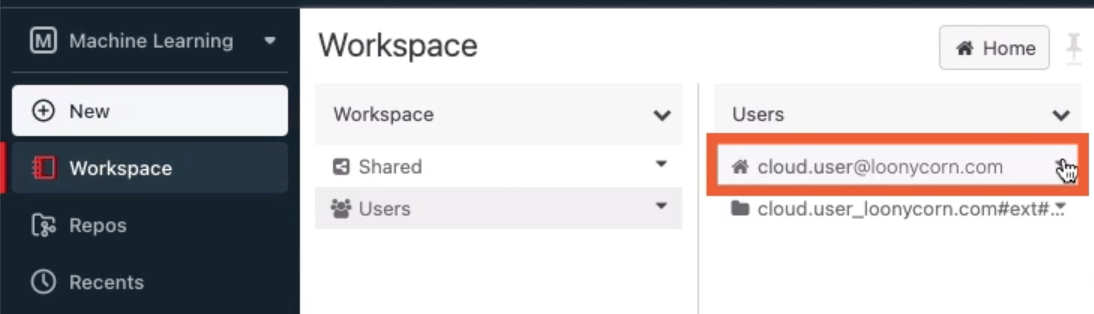 M Machine Learning
New
Workspace
Repos
Recents
Workspace
Home
Workspace
Shared
Users
Users
cloud.user@loonycorn.com
cloud.user_loonycorn.com#ext#...